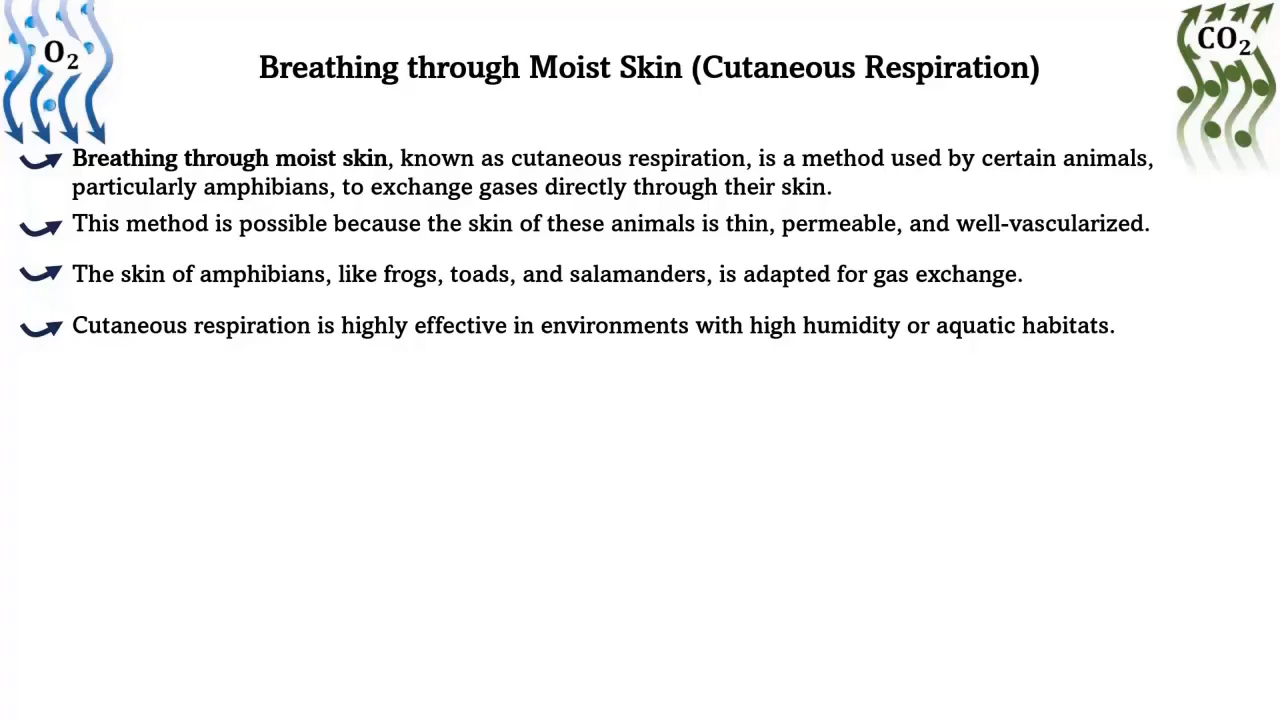 O₂
CO₂
Breathing through Moist Skin (Cutaneous Respiration)
Breathing through moist skin, known as cutaneous respiration, is a method used by certain animals,
particularly amphibians, to exchange gases directly through their skin.
This method is possible because the skin of these animals is thin, permeable, and well-vascularized.
The skin of amphibians, like frogs, toads, and salamanders, is adapted for gas exchange.
Cutaneous respiration is highly effective in environments with high humidity or aquatic habitats.